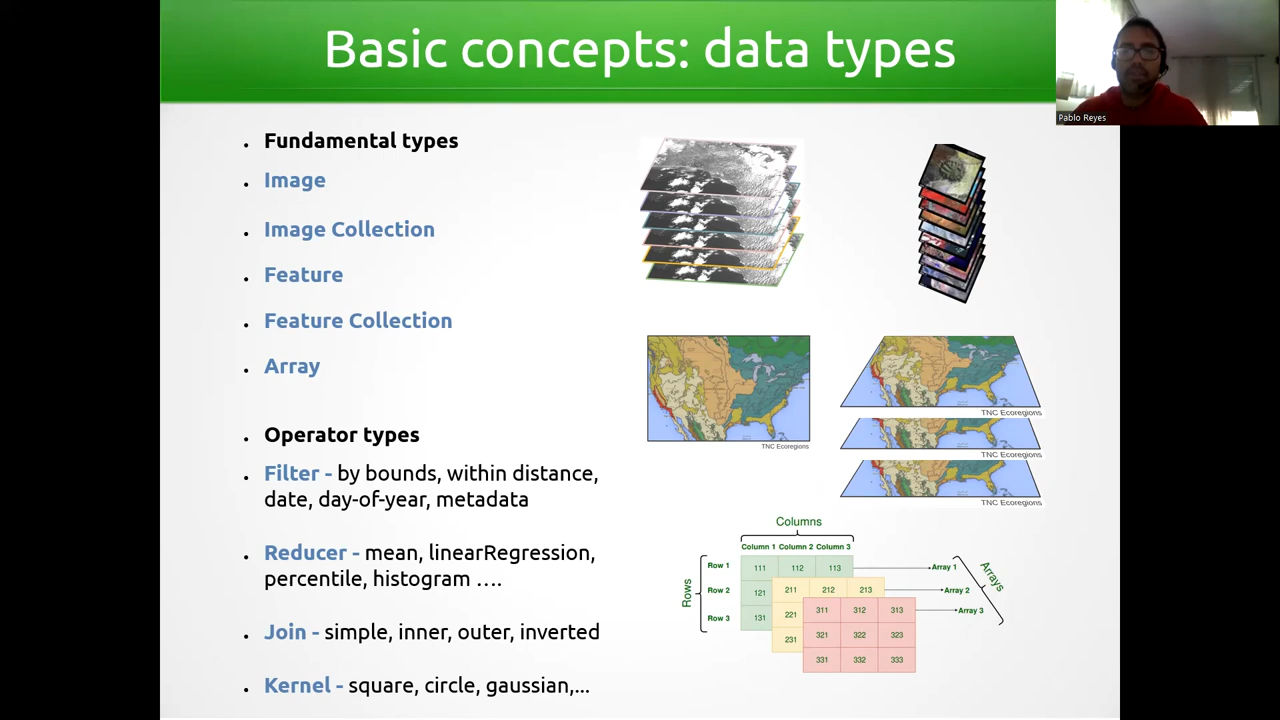 Basic concepts: data types
Pablo Reyes
Fundamental types
Image
Image Collection
Feature
Feature Collection
Array
Operator types
Filter - by bounds, within distance,
date, day-of-year, metadata
Reducer - mean, linearRegression,
percentile, histogram ....
Join - simple, inner, outer, inverted
Kernel - square, circle, gaussian,...
TNC Ecoregions
TNC Ecoregions
TNC Ecoregions
TNC Ecoregions
Columns
Column 1 Column 2 Column 3
Rows
Row 1
Row 2
Row 3
111 112 113
121
131
211 212 213
221
231
311 312 313
321 322 323
331 332 333
Array 1
Array 2
Array 3
Arrays